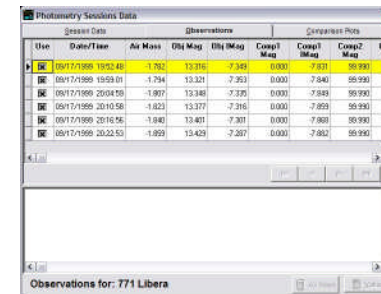 Photometry Sessions Data
Session Data Observations Comparison Plots
Use Date/Time Air Mass Obj Mag Obj IMag Comp1 Mag Comp1 IMag Comp2 Mag
09/17/1999 19:52:48 -1.782 13.316 -7.349 0.000 -7.831 99.990
09/17/1999 19:59:01 -1.794 13.321 -7.353 0.000 -7.840 99.990
09/17/1999 20:04:59 -1.807 13.348 -7.335 0.000 -7.849 99.990
09/17/1999 20:10:58 -1.823 13.377 -7.316 0.000 -7.859 99.990
09/17/1999 20:16:56 -1.840 13.401 -7.301 0.000 -7.868 99.990
09/17/1999 20:22:53 -1.859 13.429 -7.287 0.000 -7.882 99.990
Observations for: 771 Libera
Air Mass